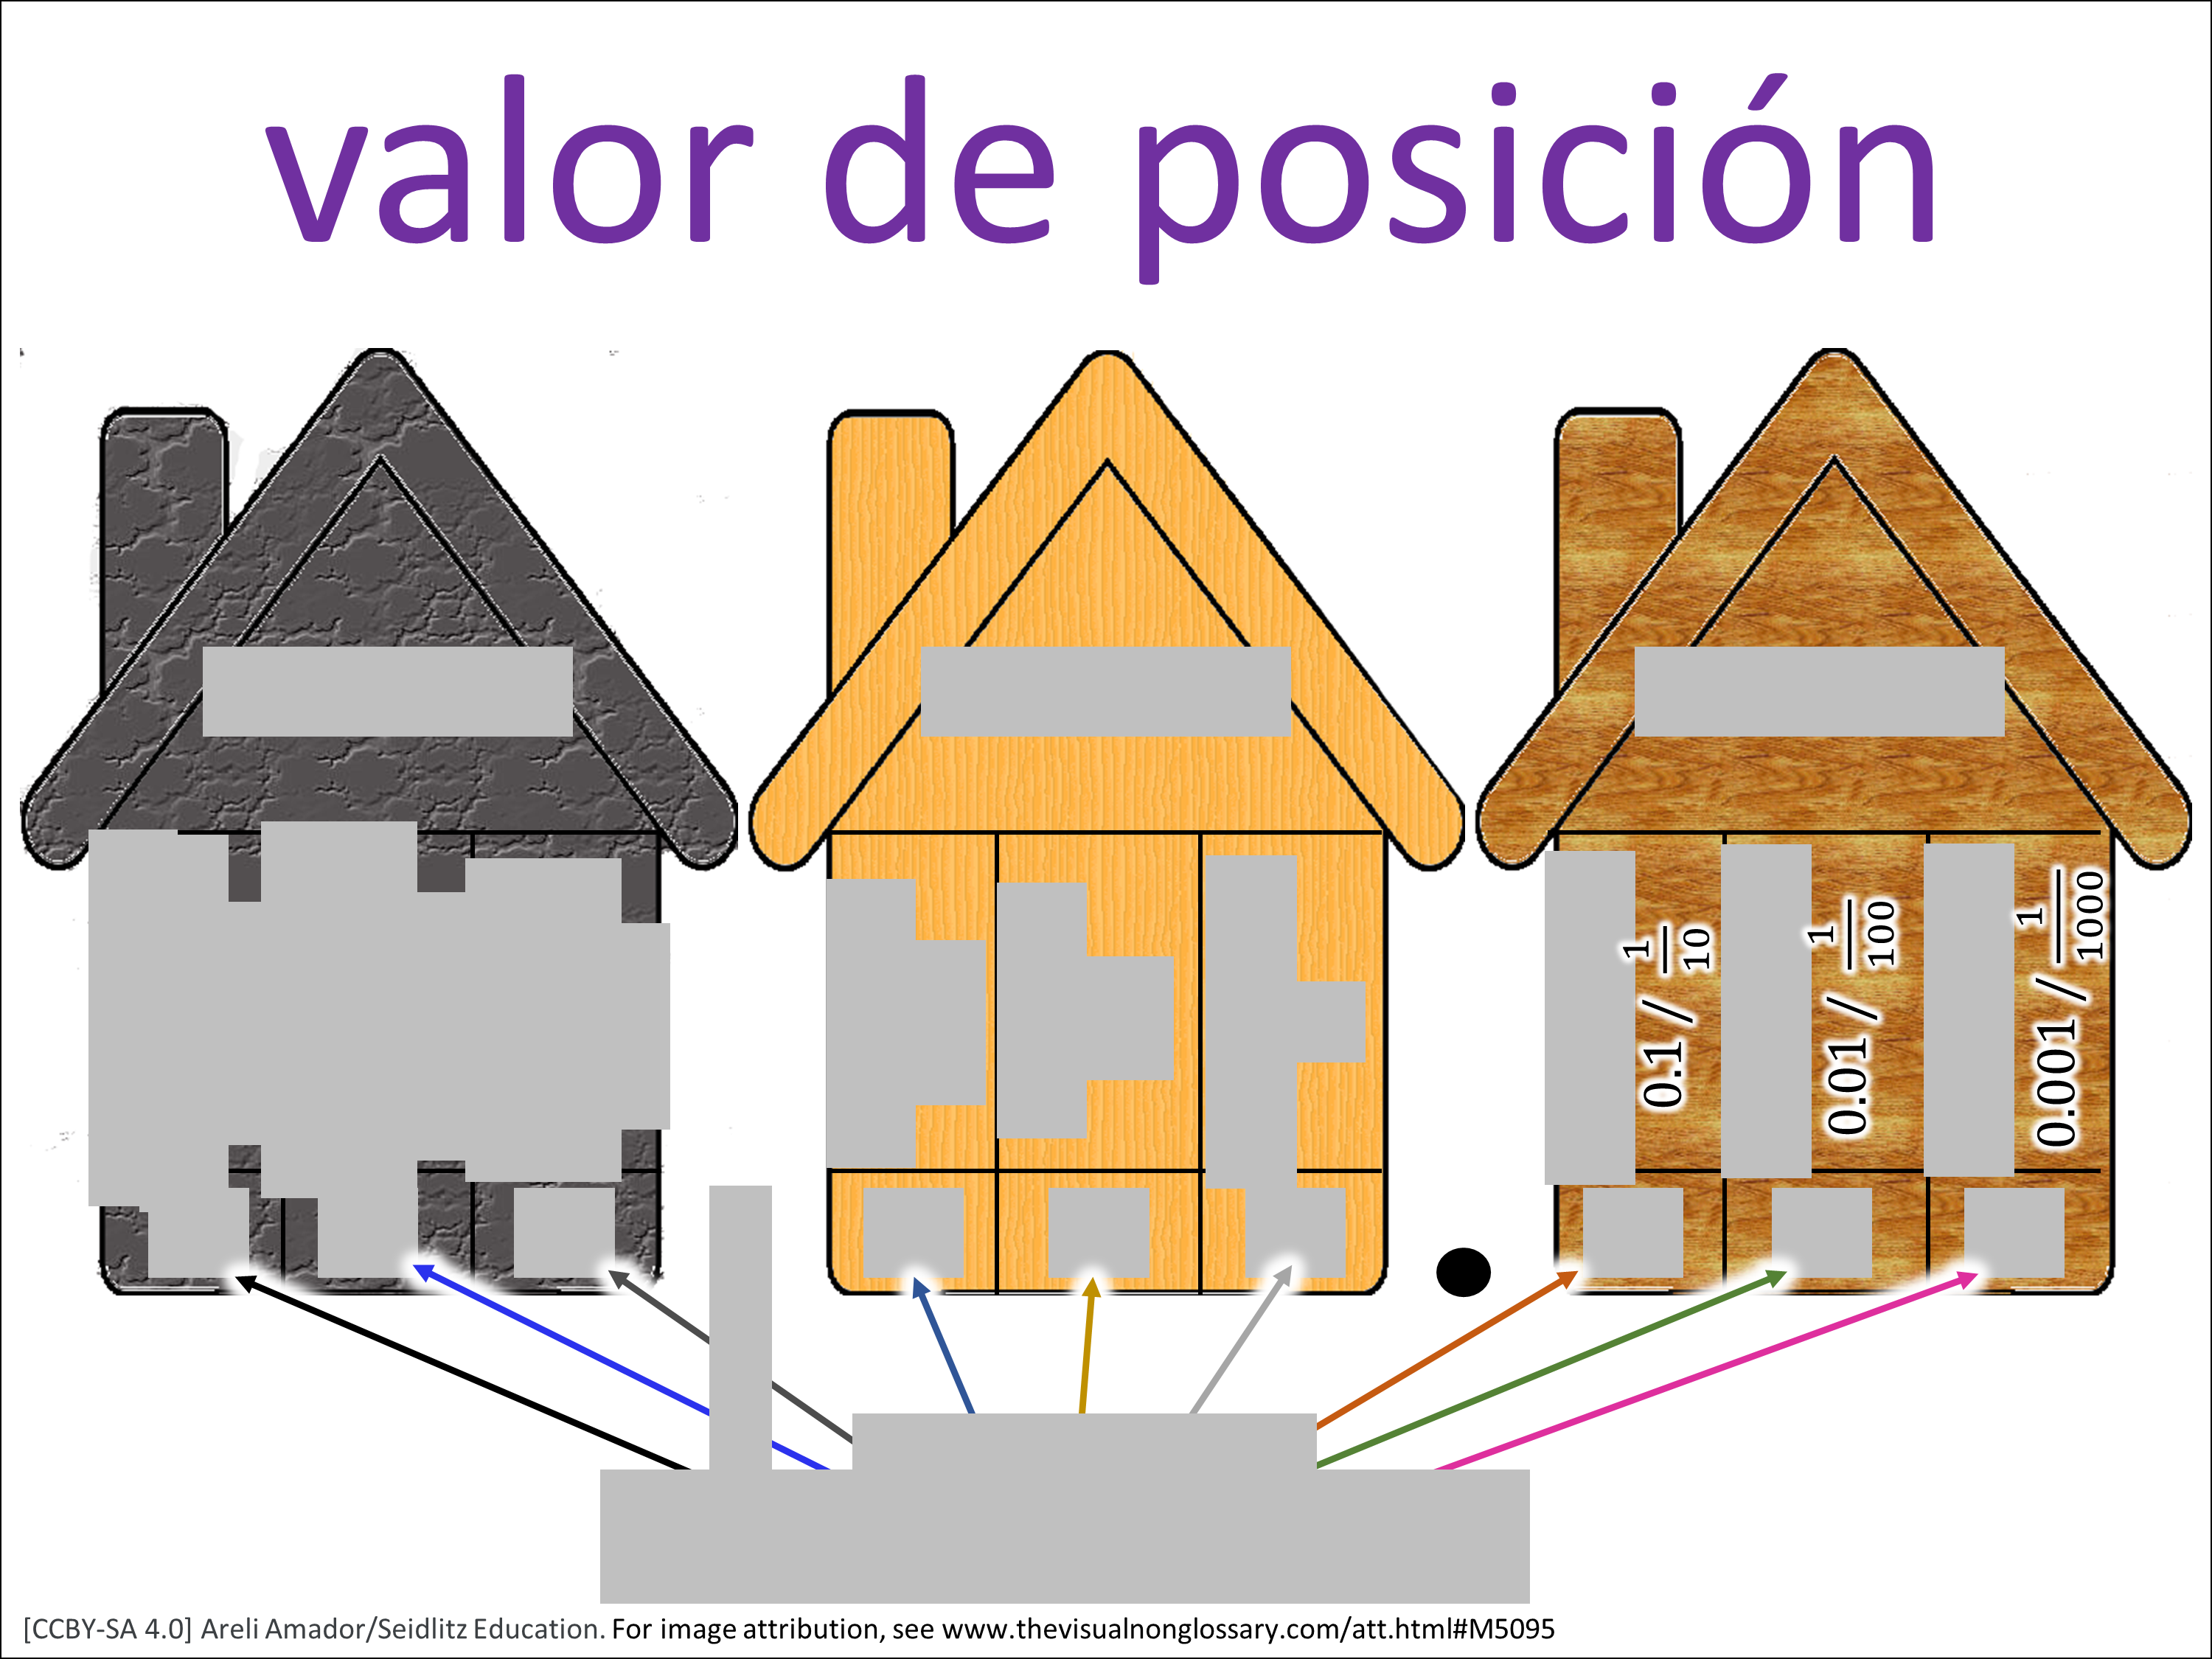 valor de posición
0.1 / 1/10
0.01 / 1/100
0.001 / 1/1000
[CCBY-SA 4.0] Areli Amador/Seidlitz Education. For image attribution, see www.thevisualnonglossary.com/att.html#M5095